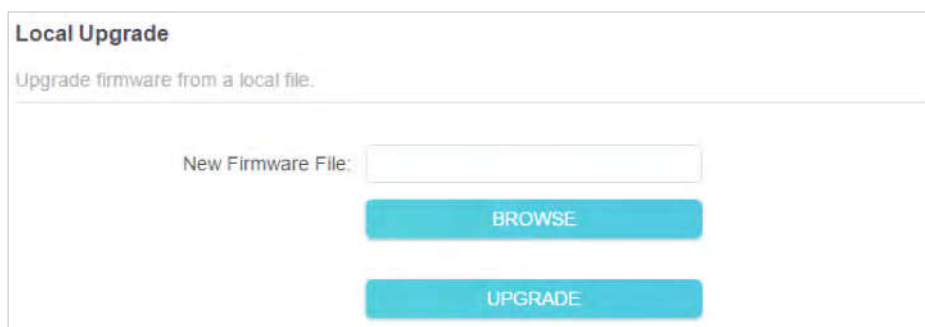 Local Upgrade
Upgrade firmware from a local file.
New Firmware File:
BROWSE
UPGRADE